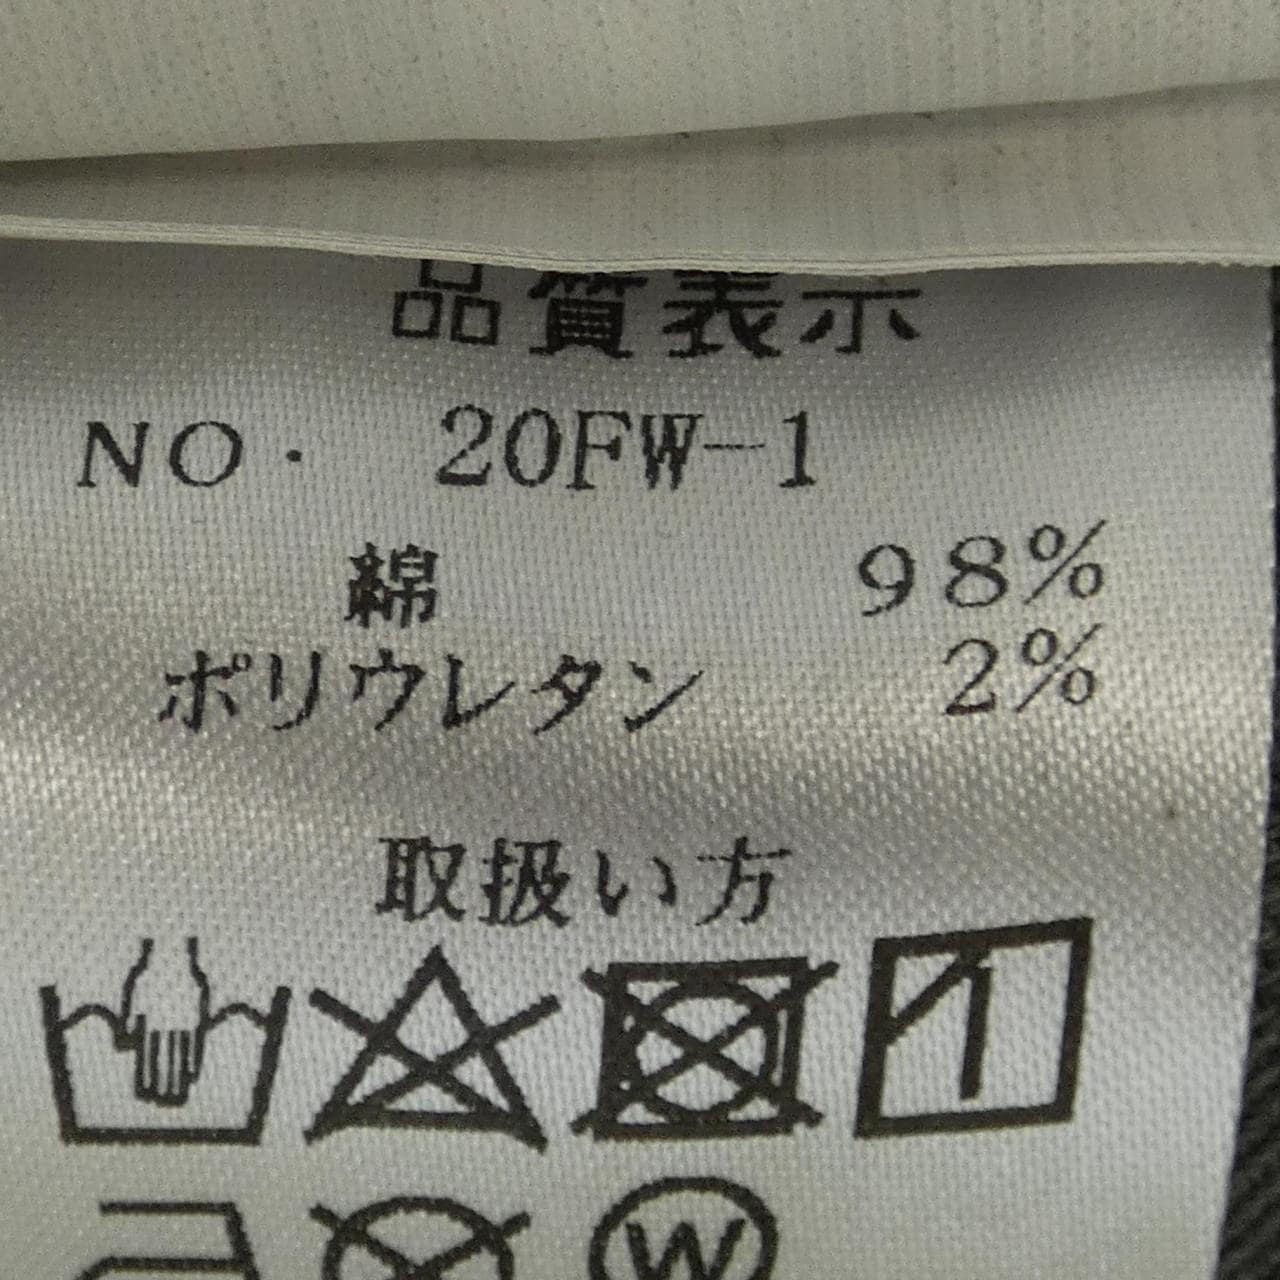 品質表示
NO. 20FW-1
綿 98%
ポリウレタン 2%
取扱い方
W